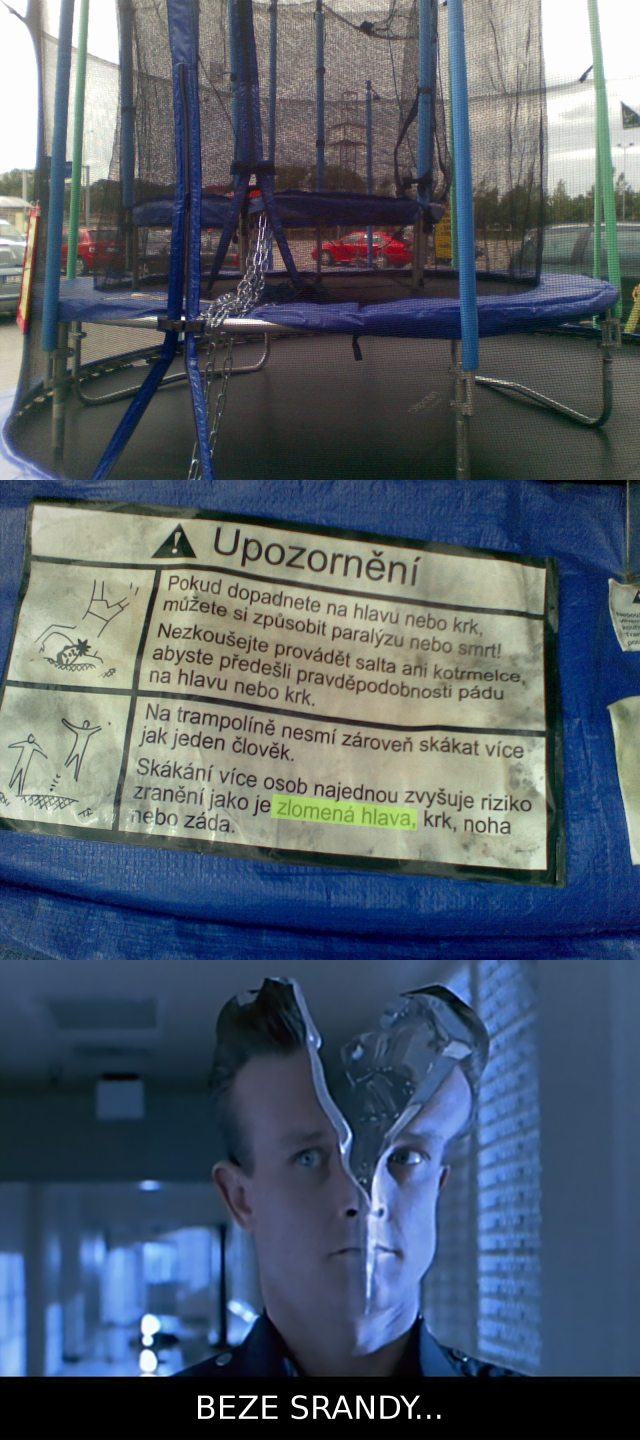 Upozornění
Pokud dopadnete na hlavu nebo krk,
můžete si způsobit paralýzu nebo smrt!
Nezkoušejte provádět salta ani kotrmelce,
abyste předešli pravděpodobnosti pádu
na hlavu nebo krk.
Na trampolíně nesmí zároveň skákat více
jak jeden člověk.
Skákání více osob najednou zvyšuje riziko
zranění jako je zlomená hlava, krk, noha
nebo záda.
BEZE SRANDY...